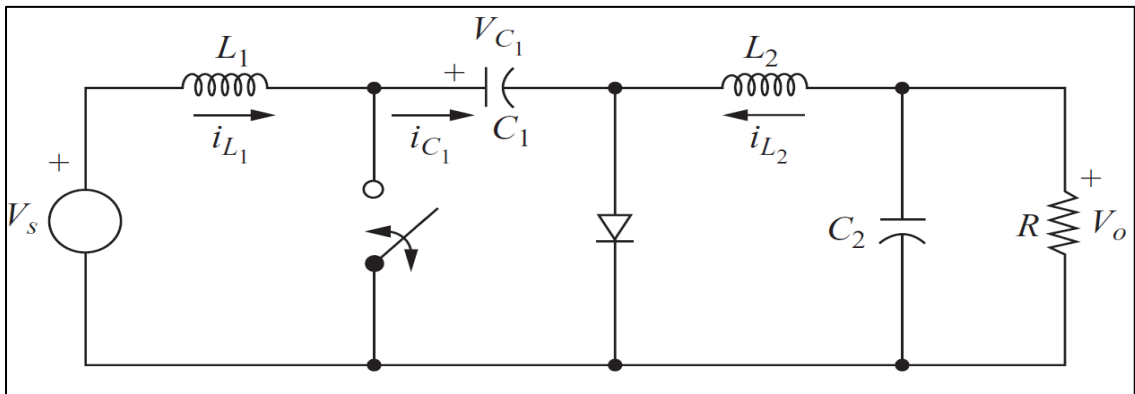 L1
+
VC1
C1
L2
iL1
iC1
iL2
+
Vs
C2
R
+
Vo